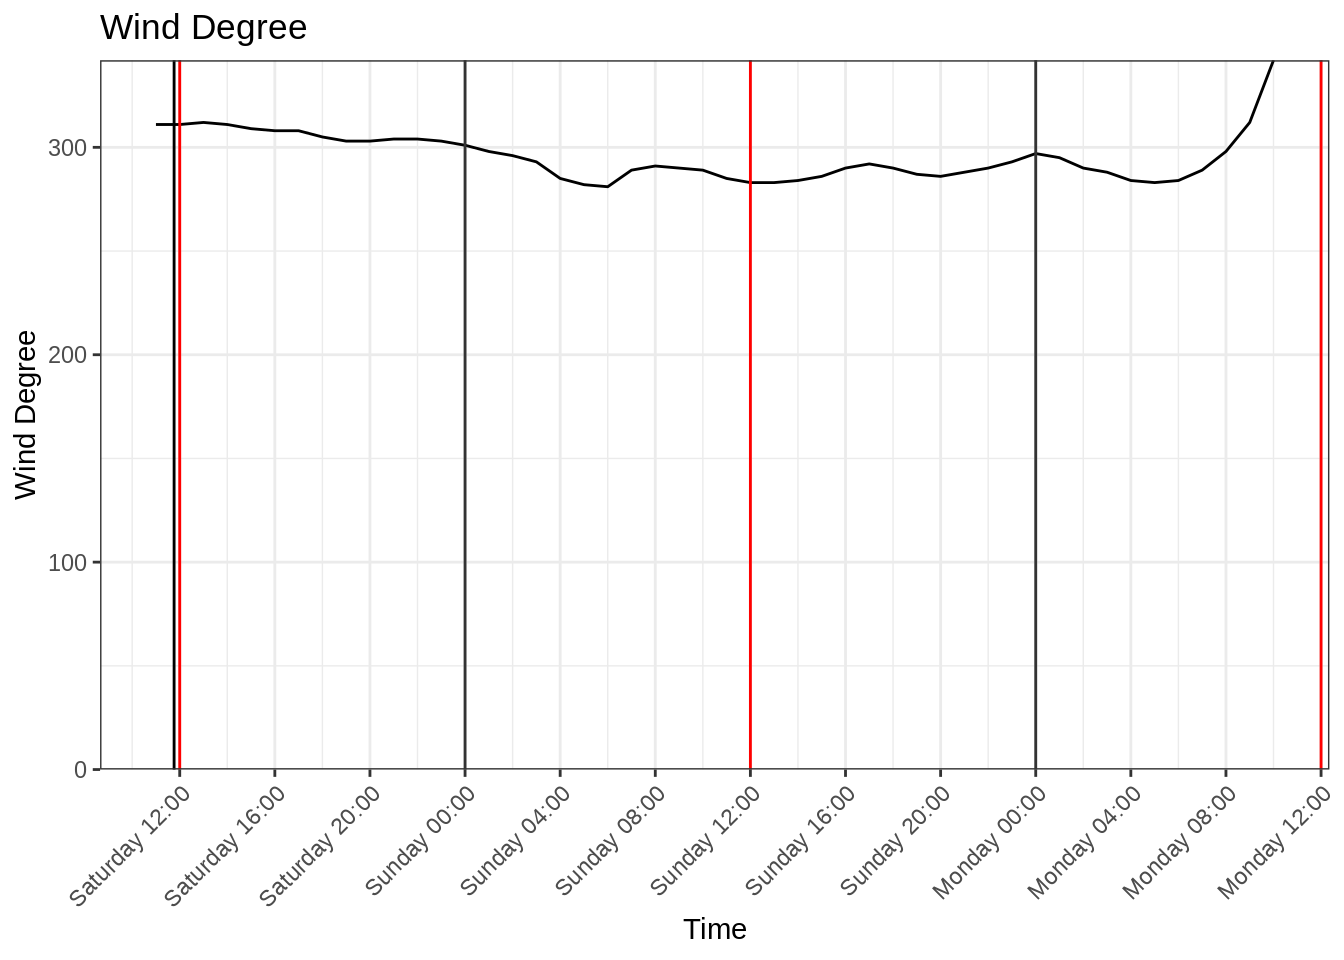 Wind Degree
Wind Degree
300
200
100
0
Saturday 12:00
Saturday 16:00
Saturday 20:00
Sunday 00:00
Sunday 04:00
Sunday 08:00
Sunday 12:00
Sunday 16:00
Sunday 20:00
Monday 00:00
Monday 04:00
Monday 08:00
Monday 12:00
Time